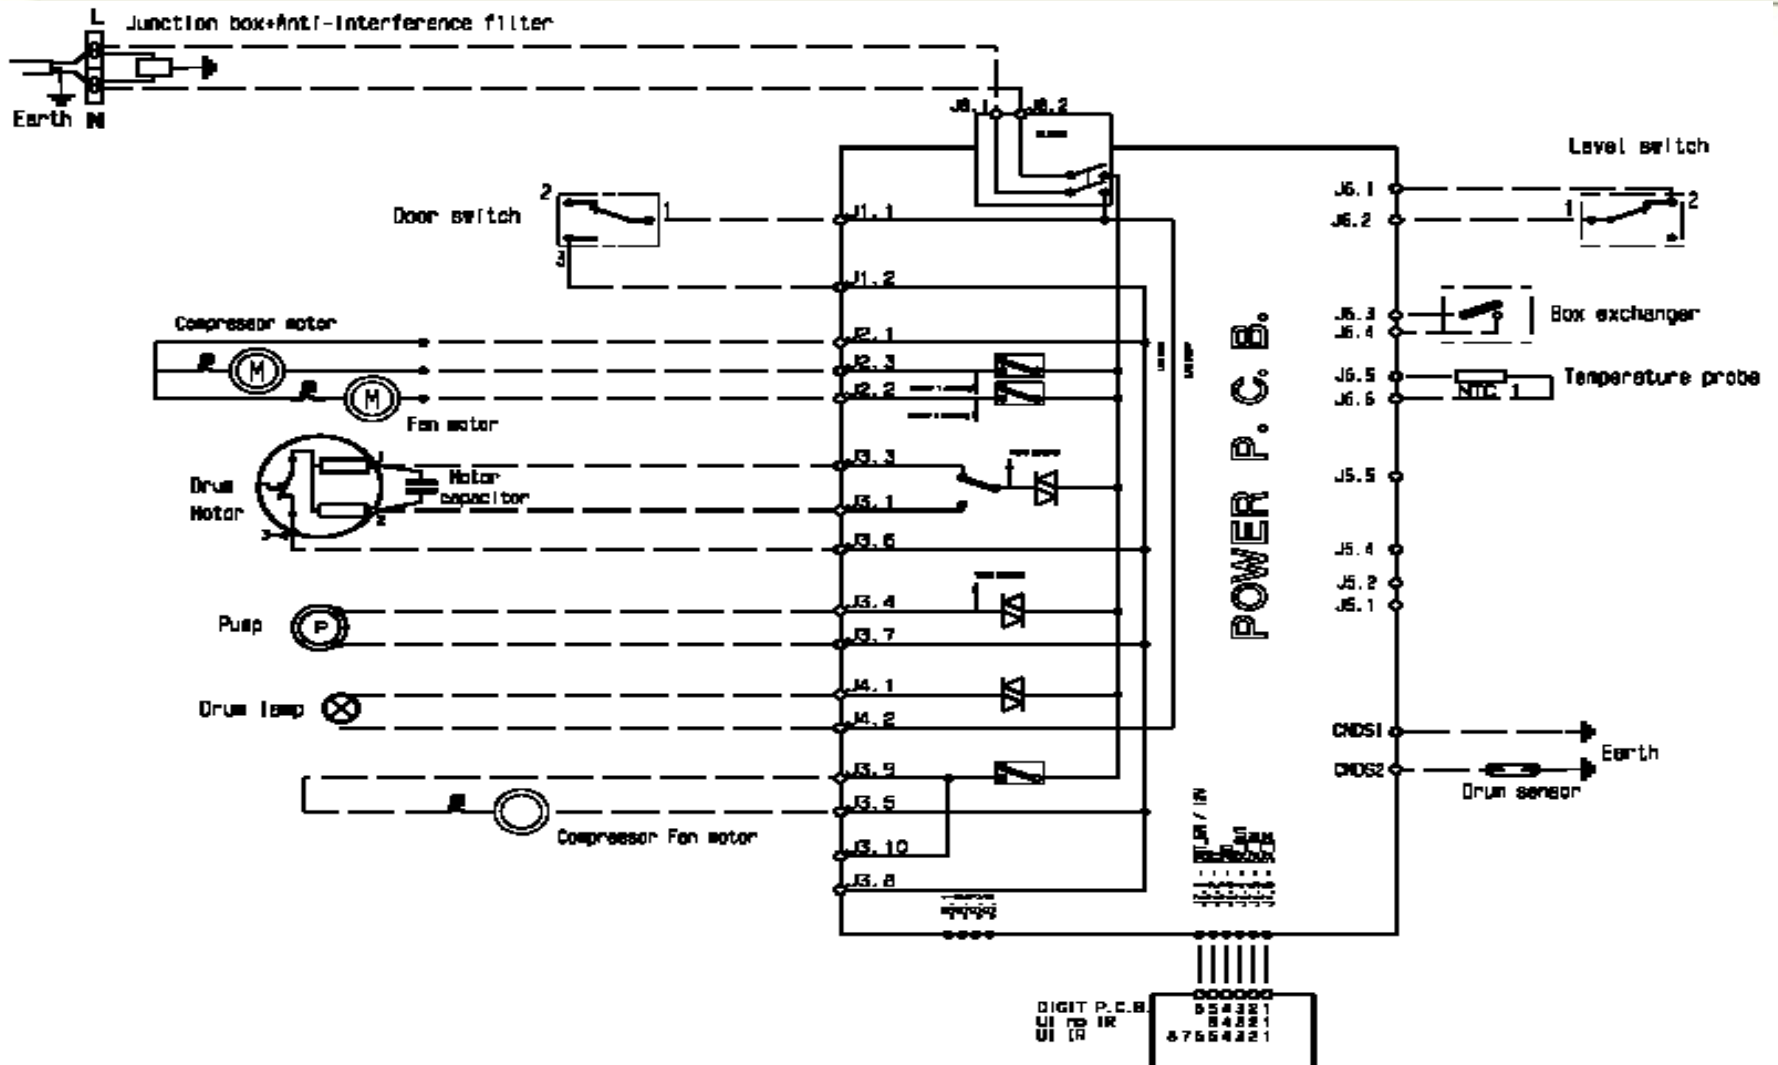 L
Junction box+Anti-interference filter
Earth N
J8.1 J8.2
Level switch
J6.1
2
1
J6.2
Door switch
2
1
3
J1.1
J1.2
Compressor motor
M
M
Fan motor
J2.1
J2.3
J2.2
J6.3
J6.4
Box exchanger
J6.5
J6.6
NTC 1
Temperature probe
POWER P. C. B.
Drum
Motor
1
2
3
Motor
capacitor
J3.3
J3.1
J3.6
J5.5
J5.4
J5.2
J5.1
Pump
P
J3.4
J3.7
Drum lamp
J4.1
J4.2
CNDS1
Earth
CNDS2
Drum sensor
J3.9
J3.5
Compressor Fan motor
J3.10
J3.8
DIGIT P.C.B. 654321
UI no IR 54321
UI IR 87654321